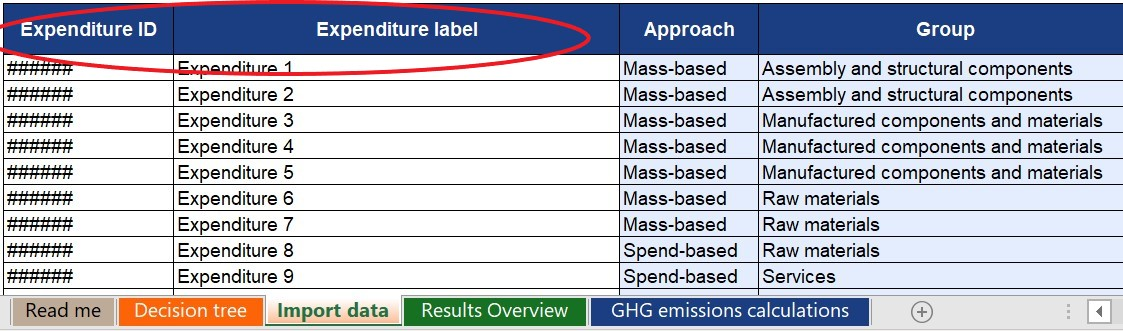 Expenditure ID Expenditure label Approach Group
###### Expenditure 1 Mass-based Assembly and structural components
###### Expenditure 2 Mass-based Assembly and structural components
###### Expenditure 3 Mass-based Manufactured components and materials
###### Expenditure 4 Mass-based Manufactured components and materials
###### Expenditure 5 Mass-based Manufactured components and materials
###### Expenditure 6 Mass-based Raw materials
###### Expenditure 7 Mass-based Raw materials
###### Expenditure 8 Spend-based Raw materials
###### Expenditure 9 Spend-based Services
Read me Decision tree Import data Results Overview GHG emissions calculations